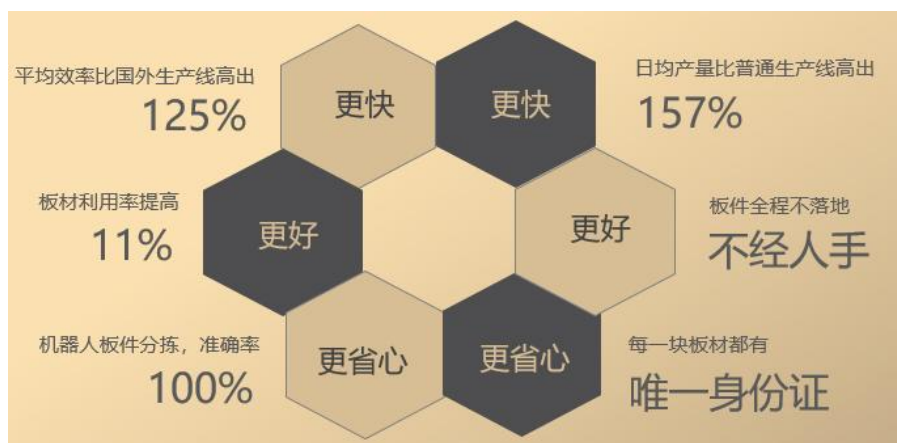 平均效率比国外生产线高出
125%
更快
更快
日均产量比普通生产线高出
157%
板材利用率提高
11%
更好
更好
板件全程不落地
不经人手
机器人板件分拣，准确率
100%
更省心
更省心
每一块板材都有
唯一身份证